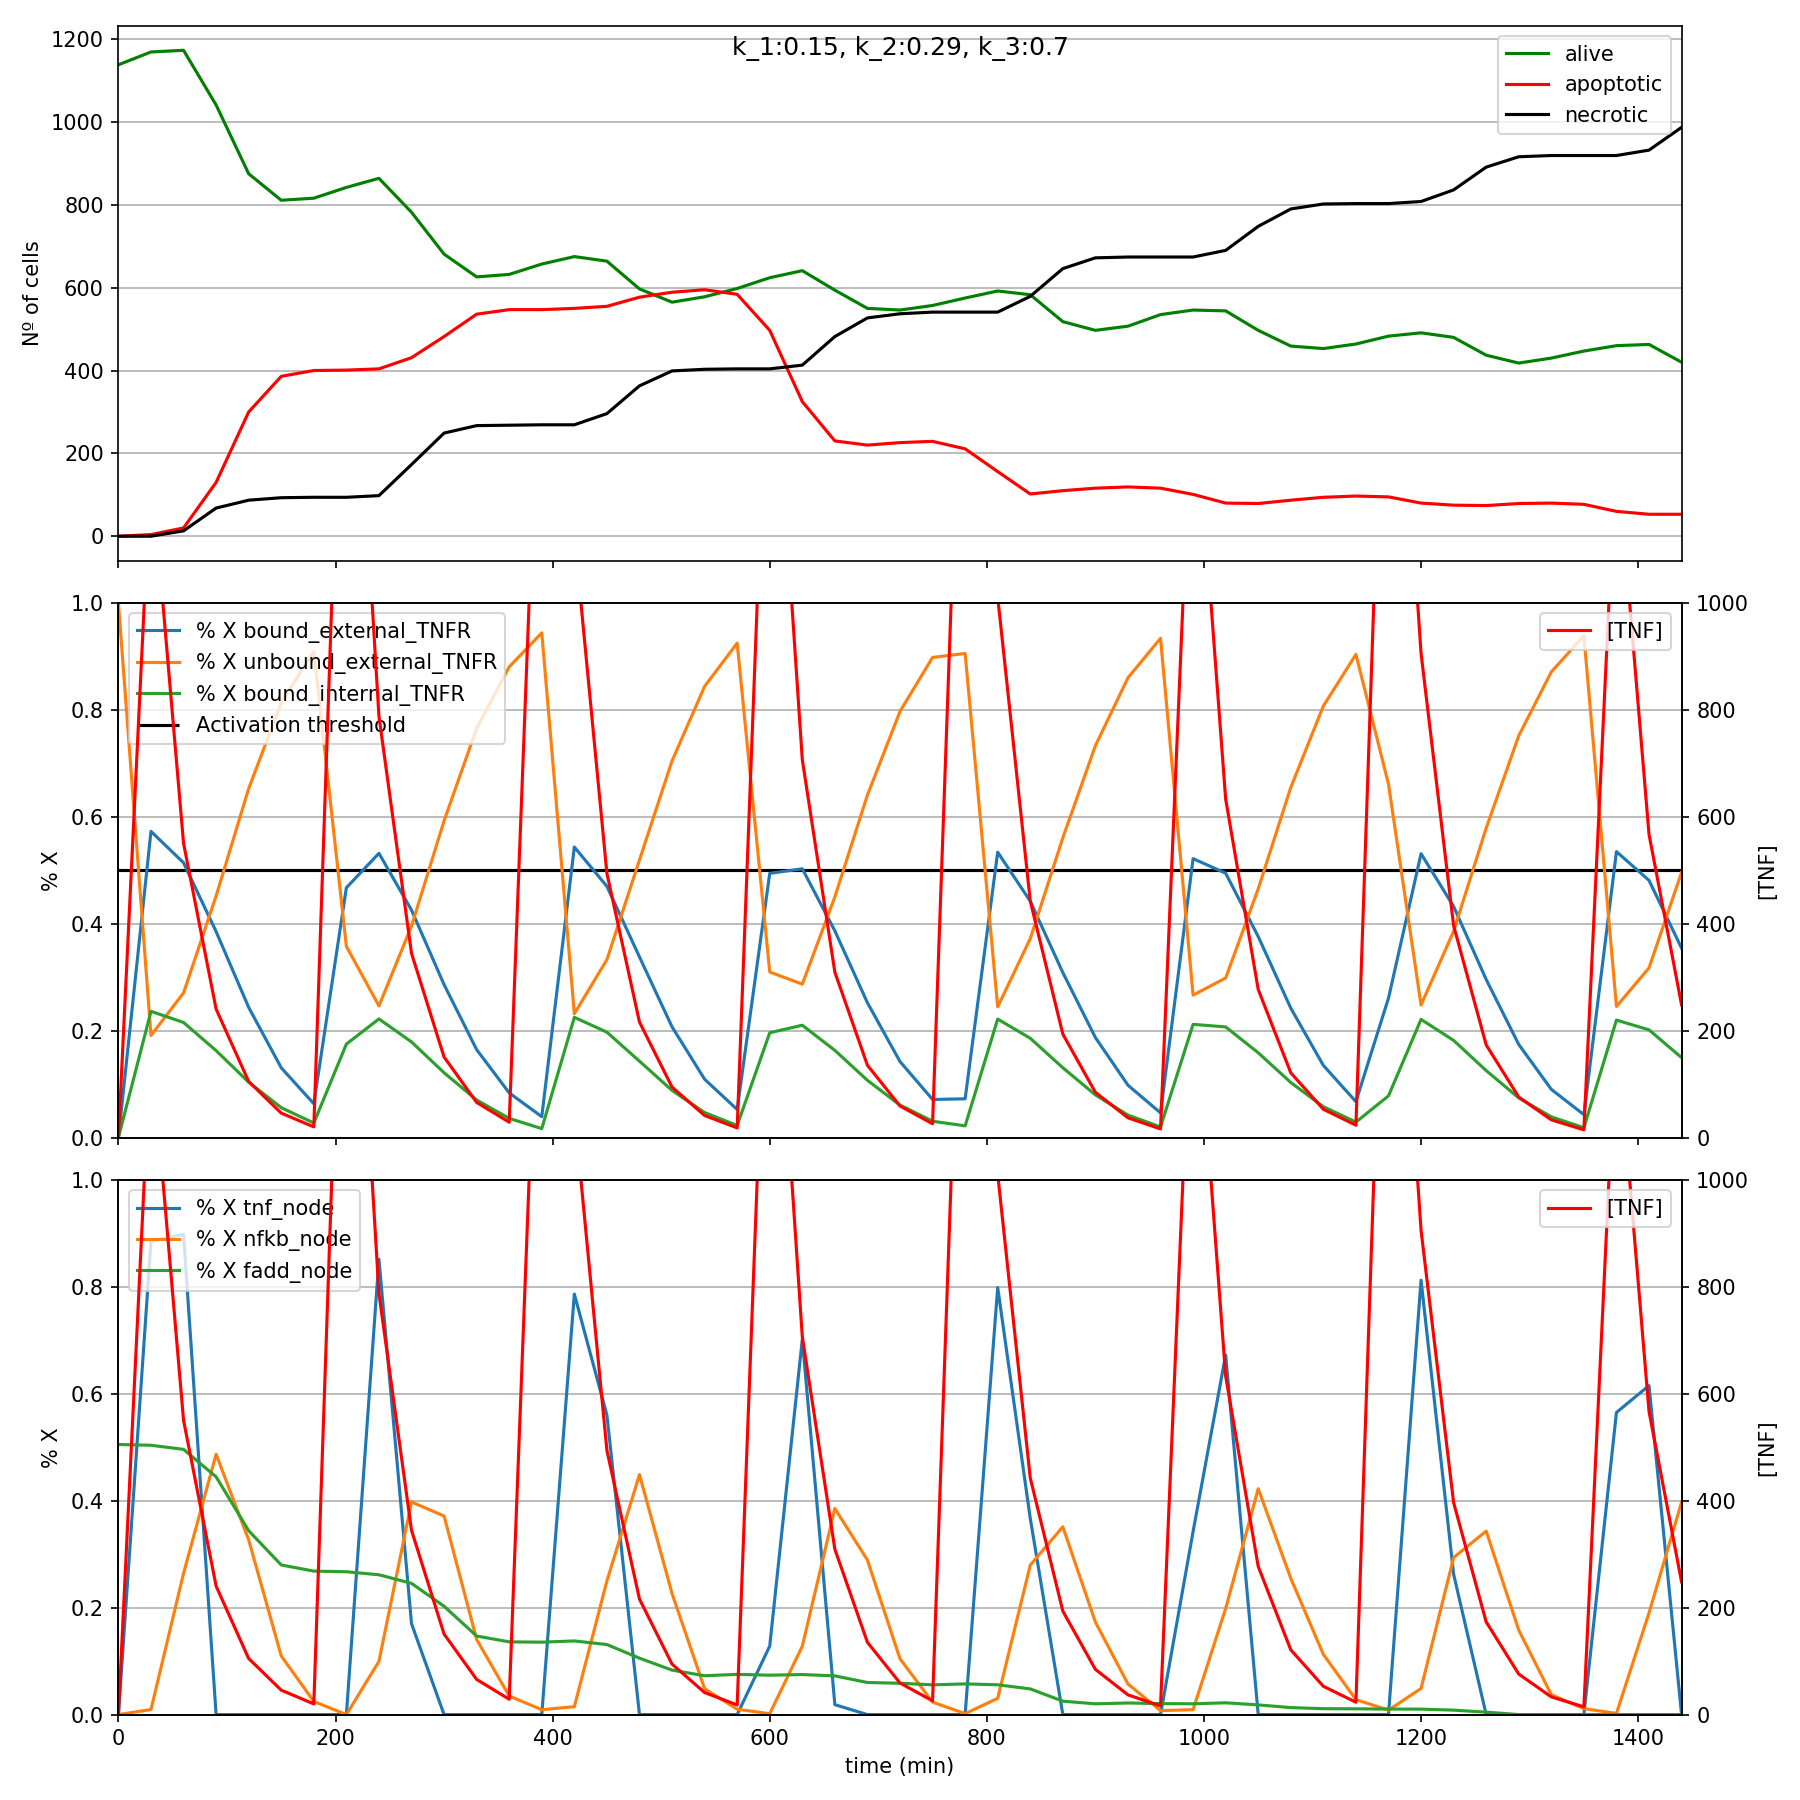 k_1:0.15, k_2:0.29, k_3:0.7
1200
1000
800
600
400
200
0
Nº of cells
alive
apoptotic
necrotic
1.0
0.8
0.6
0.4
0.2
0.0
% X
% X bound_external_TNFR
% X unbound_external_TNFR
% X bound_internal_TNFR
Activation threshold
[TNF]
1000
800
600
400
200
0
[TNF]
1.0
0.8
0.6
0.4
0.2
0.0
% X
% X tnf_node
% X nfkb_node
% X fadd_node
[TNF]
1000
800
600
400
200
0
[TNF]
0 200 400 600 800 1000 1200 1400
time (min)